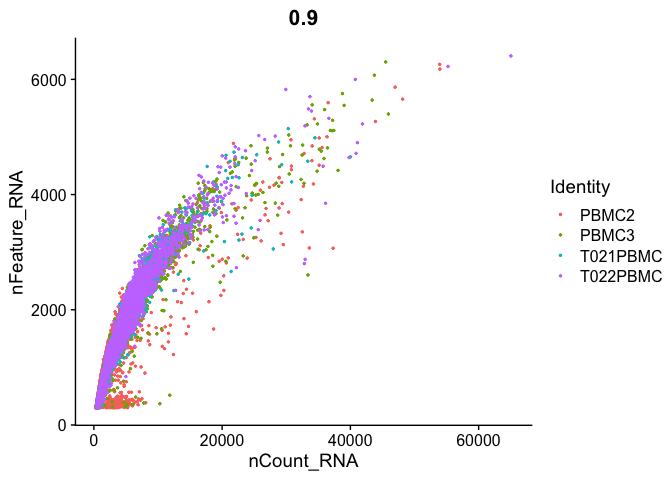 0.9
nFeature_RNA
6000
4000
2000
0
0 20000 40000 60000
nCount_RNA
Identity
PBMC2
PBMC3
T021PBMC
T022PBMC